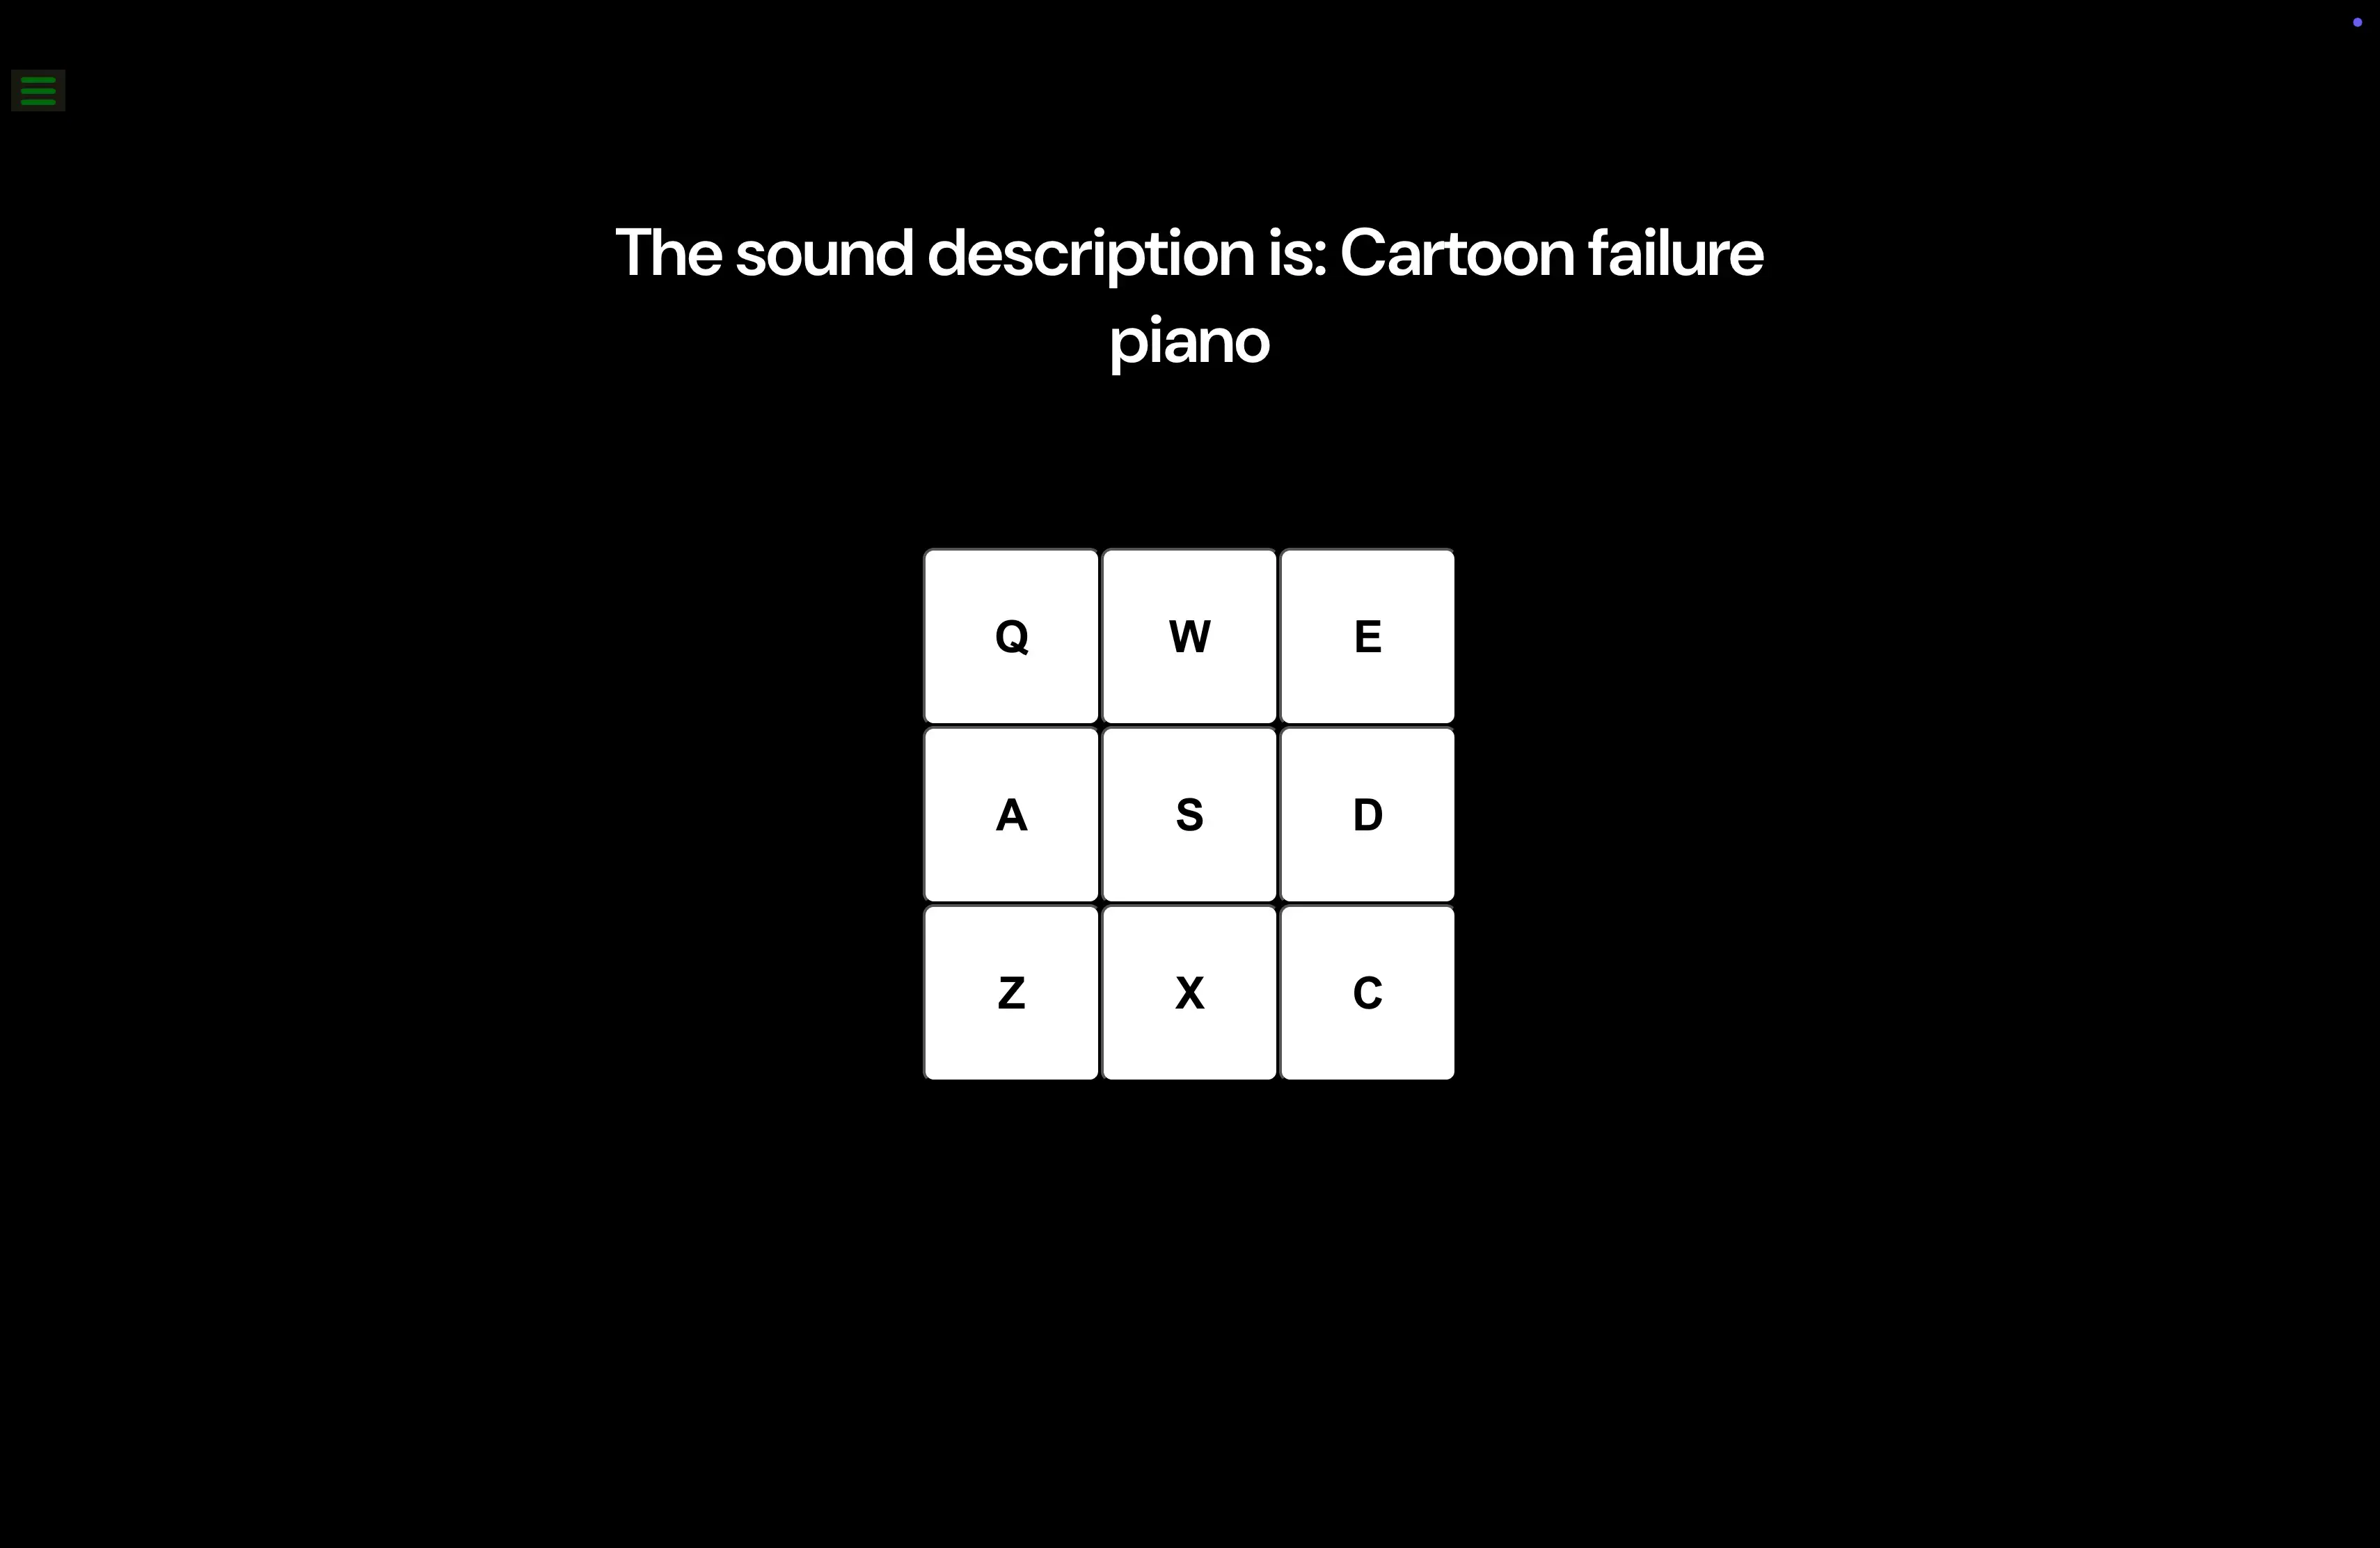 The sound description is: Cartoon failure
piano
Q W E
A S D
Z X C